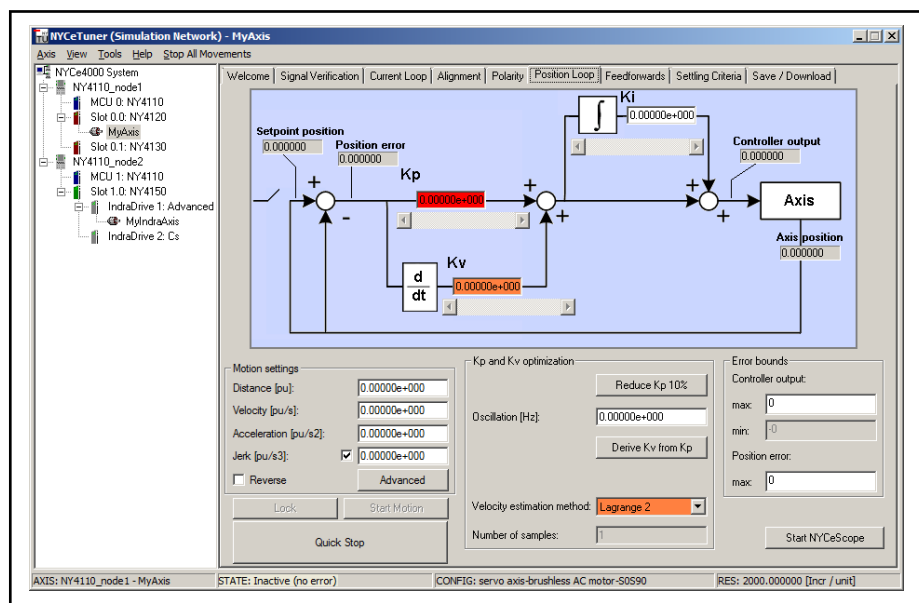 NYCeTuner (Simulation Network) - MyAxis
Axis View Tools Help Stop All Movements
NYCe4000 System
NY4110_node1
MCU 0: NY4110
Slot 0.0: NY4120
MyAxis
Slot 0.1: NY4130
NY4110_node2
MCU 1: NY4110
Slot 1.0: NY4150
IndraDrive 1: Advanced
MyIndraAxis
IndraDrive 2: Cs
Welcome Signal Verification Current Loop Alignment Polarity Position Loop Feedforwards Settling Criteria Save / Download
Setpoint position
0.000000
Position error
0.000000
Kp
0.00000e+000
Kv
d
dt
0.00000e+000
Ki
∫
0.00000e+000
Controller output
0.000000
Axis
Axis position
0.000000
+
-
+
+
+
+
+
Motion settings
Distance [pu]: 0.00000e+000
Velocity [pu/s]: 0.00000e+000
Acceleration [pu/s2]: 0.00000e+000
Jerk [pu/s3]: 0.00000e+000
Reverse Advanced
Lock Start Motion
Quick Stop
Kp and Kv optimization
Reduce Kp 10%
Oscillation [Hz]: 0.00000e+000
Derive Kv from Kp
Velocity estimation method: Lagrange 2
Number of samples: 1
Error bounds
Controller output:
max: 0
min: -0
Position error:
max: 0
Start NYCeScope
AXIS: NY4110_node1 - MyAxis STATE: Inactive (no error) CONFIG: servo axis-brushless AC motor-S0S90 RES: 2000.000000 [Incr / unit]